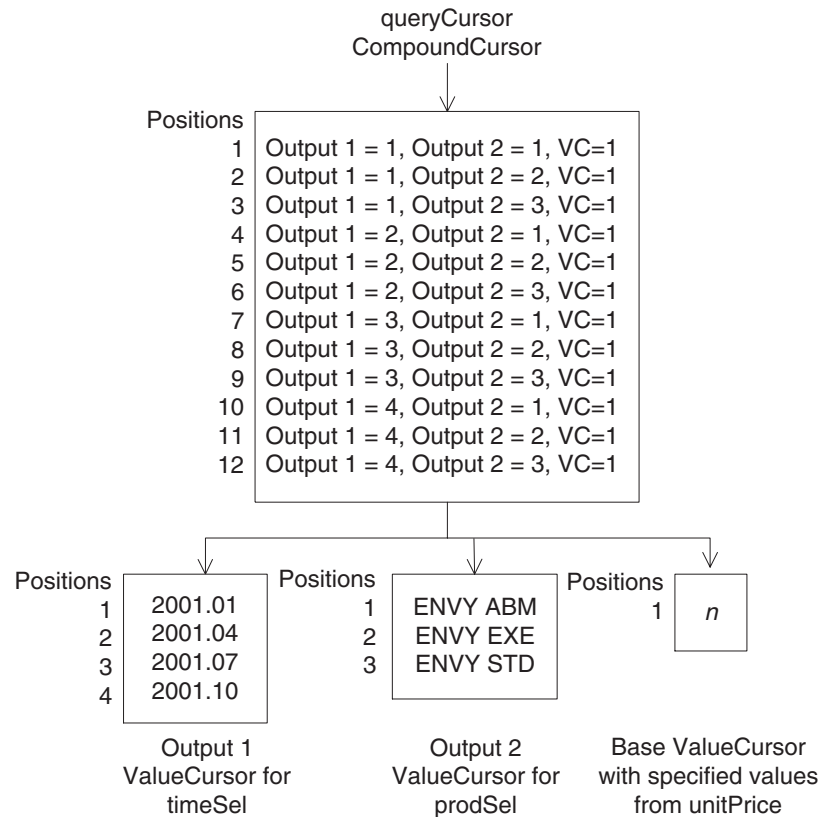 queryCursor
CompoundCursor
Positions
1 Output 1 = 1, Output 2 = 1, VC=1
2 Output 1 = 1, Output 2 = 2, VC=1
3 Output 1 = 1, Output 2 = 3, VC=1
4 Output 1 = 2, Output 2 = 1, VC=1
5 Output 1 = 2, Output 2 = 2, VC=1
6 Output 1 = 2, Output 2 = 3, VC=1
7 Output 1 = 3, Output 2 = 1, VC=1
8 Output 1 = 3, Output 2 = 2, VC=1
9 Output 1 = 3, Output 2 = 3, VC=1
10 Output 1 = 4, Output 2 = 1, VC=1
11 Output 1 = 4, Output 2 = 2, VC=1
12 Output 1 = 4, Output 2 = 3, VC=1
Positions
1 2001.01
2 2001.04
3 2001.07
4 2001.10
Output 1
ValueCursor for
timeSel
Positions
1 ENVY ABM
2 ENVY EXE
3 ENVY STD
Output 2
ValueCursor for
prodSel
Positions
1 n
Base ValueCursor
with specified values
from unitPrice